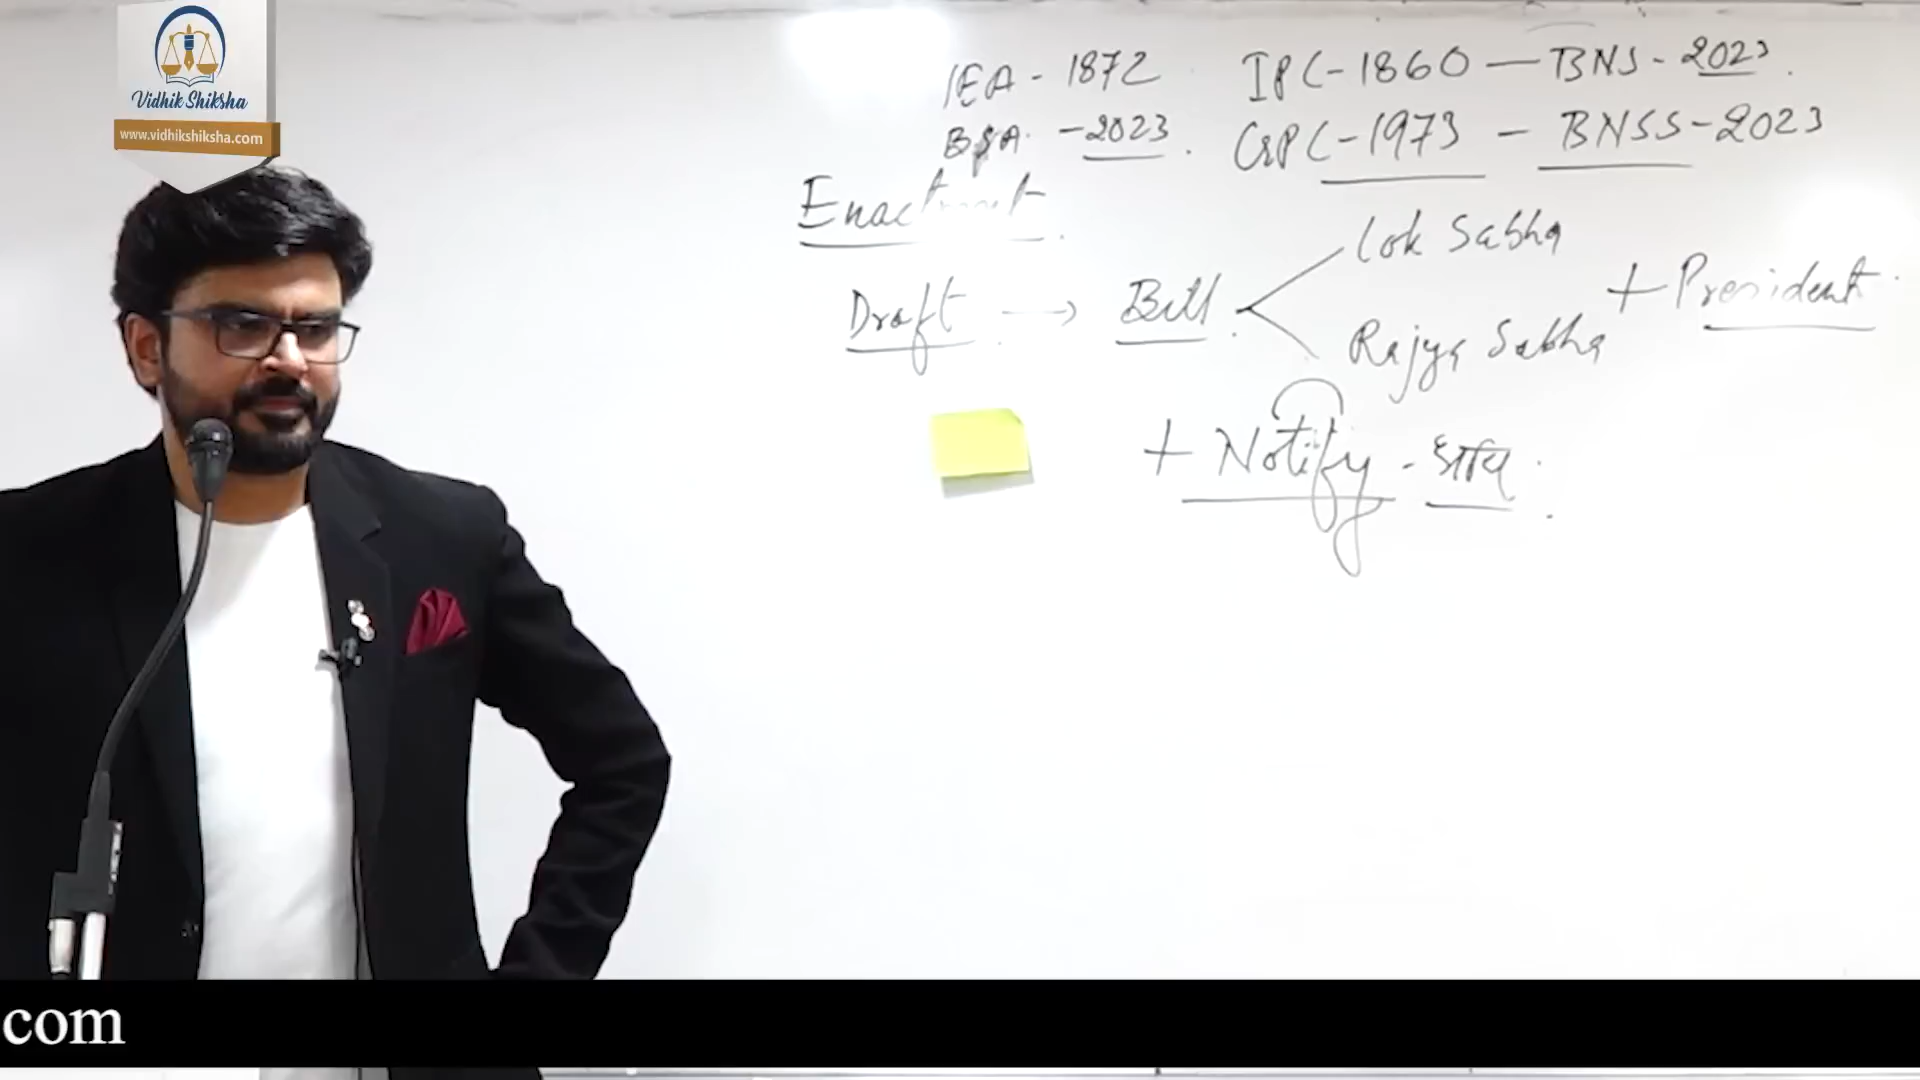 Vidhik Shiksha
www.vidhikshiksha.com
IEA - 1872 IPC - 1860 — BNS - 2023.
BSA. - 2023. CrPC - 1973 - BNSS - 2023
Enactment.
Lok Sabha
Draft → Bill. + President.
Rajya Sabha
+ Notify -
com